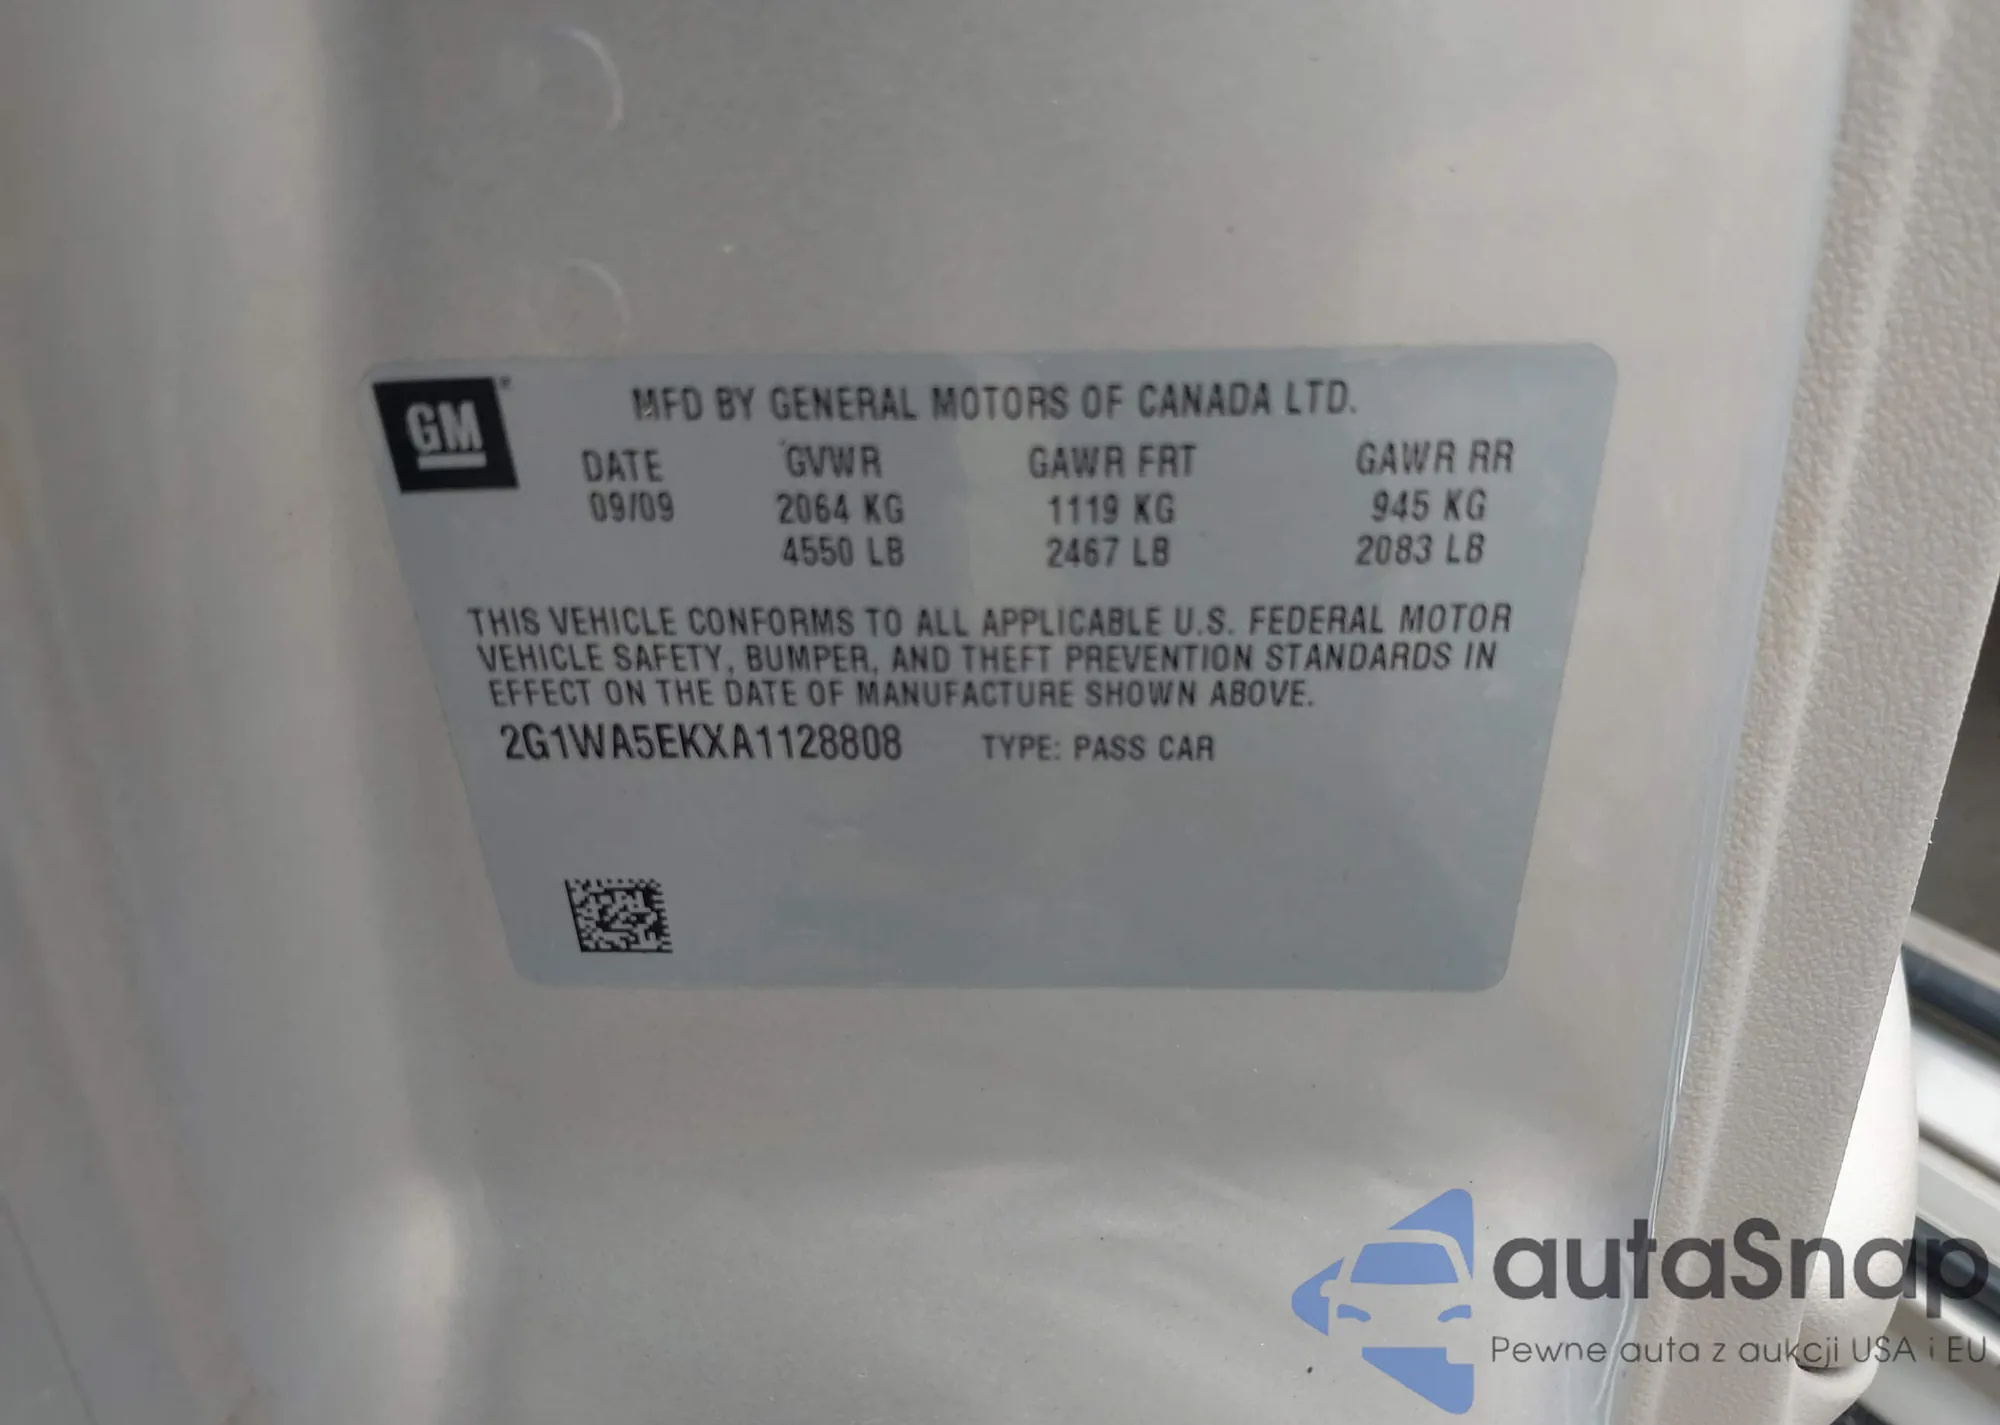 GM
MFD BY GENERAL MOTORS OF CANADA LTD.
DATE GVWR GAWR FRT GAWR RR
09/09 2064 KG 1119 KG 945 KG
4550 LB 2467 LB 2083 LB
THIS VEHICLE CONFORMS TO ALL APPLICABLE U.S. FEDERAL MOTOR
VEHICLE SAFETY, BUMPER, AND THEFT PREVENTION STANDARDS IN
EFFECT ON THE DATE OF MANUFACTURE SHOWN ABOVE.
2G1WA5EKXA1128808 TYPE: PASS CAR
autaSnap
Pewne auta z aukcji USA i EU